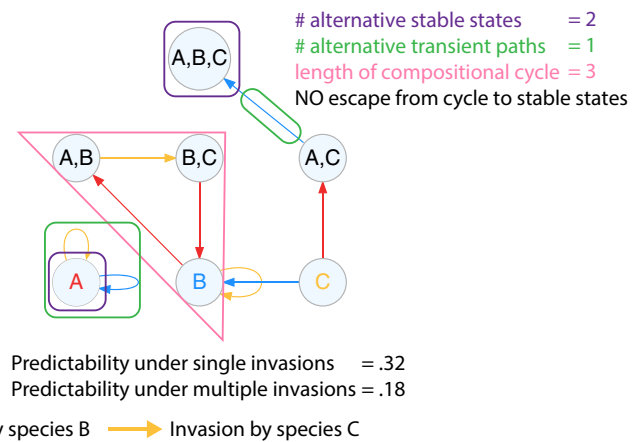 # alternative stable states = 2
# alternative transient paths = 1
length of compositional cycle = 3
NO escape from cycle to stable states
A,B,C
A,B
B,C
A,C
A
B
C
Predictability under single invasions = .32
Predictability under multiple invasions = .18
species B
Invasion by species C